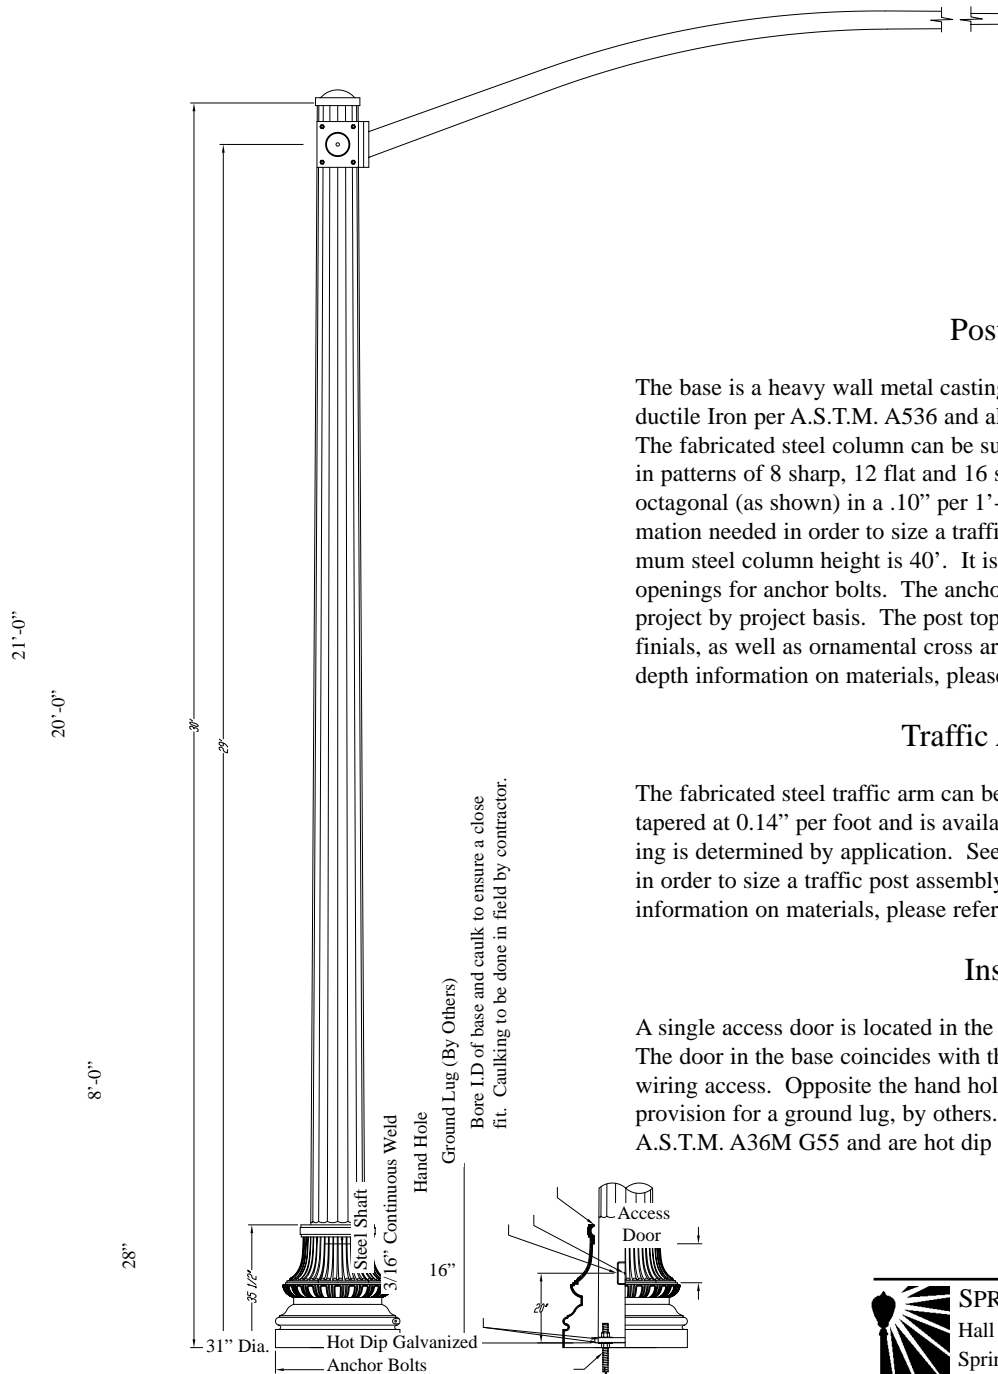 Pos
The base is a heavy wall metal casting
ductile Iron per A.S.T.M. A536 and al
The fabricated steel column can be su
in patterns of 8 sharp, 12 flat and 16 s
octagonal (as shown) in a .10” per 1’-
mation needed in order to size a traffi
mum steel column height is 40’. It is
openings for anchor bolts. The ancho
project by project basis. The post top
finials, as well as ornamental cross ar
depth information on materials, please
Traffic
The fabricated steel traffic arm can be
tapered at 0.14” per foot and is availa
ing is determined by application. See
in order to size a traffic post assembly
information on materials, please refer
Ins
A single access door is located in the
The door in the base coincides with th
wiring access. Opposite the hand hol
provision for a ground lug, by others.
A.S.T.M. A36M G55 and are hot dip
21’-0”
20’-0”
8’-0”
28”
30'
29'
35 1/2"
31” Dia.
Steel Shaft
3/16” Continuous Weld
Hand Hole
Ground Lug (By Others)
Bore I.D of base and caulk to ensure a close
fit. Caulking to be done in field by contractor.
16”
20"
Access
Door
Hot Dip Galvanized
Anchor Bolts
SPR
Hall
Sprin